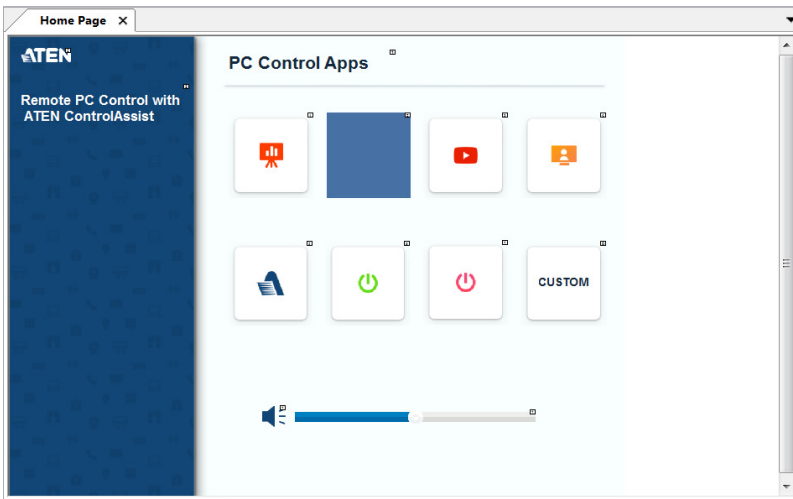 Home Page X
ATEN
PC Control Apps
Remote PC Control with
ATEN ControlAssist
CUSTOM